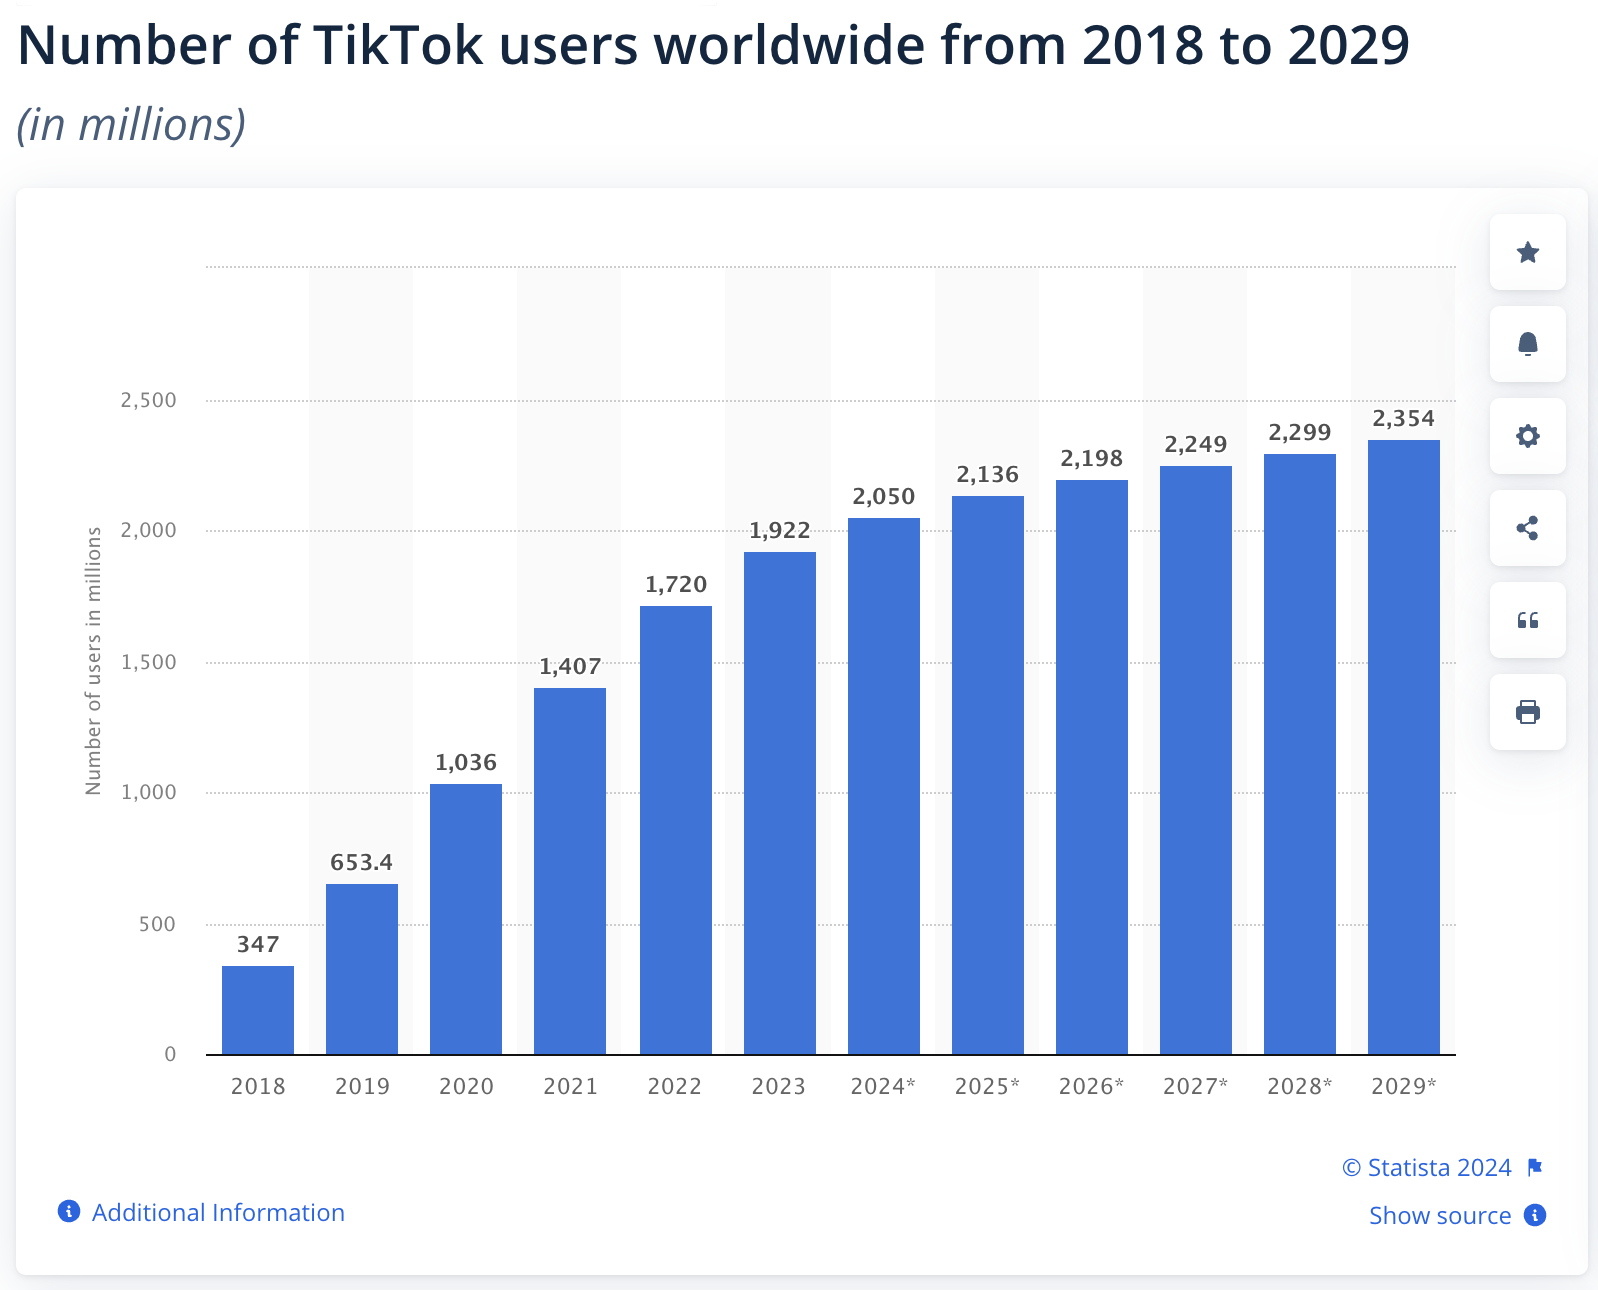 Number of TikTok users worldwide from 2018 to 2029
(in millions)
Number of users in millions
2,500
2,000
1,500
1,000
500
0
347
653.4
1,036
1,407
1,720
1,922
2,050
2,136
2,198
2,249
2,299
2,354
2018 2019 2020 2021 2022 2023 2024* 2025* 2026* 2027* 2028* 2029*
© Statista 2024
Additional Information
Show source